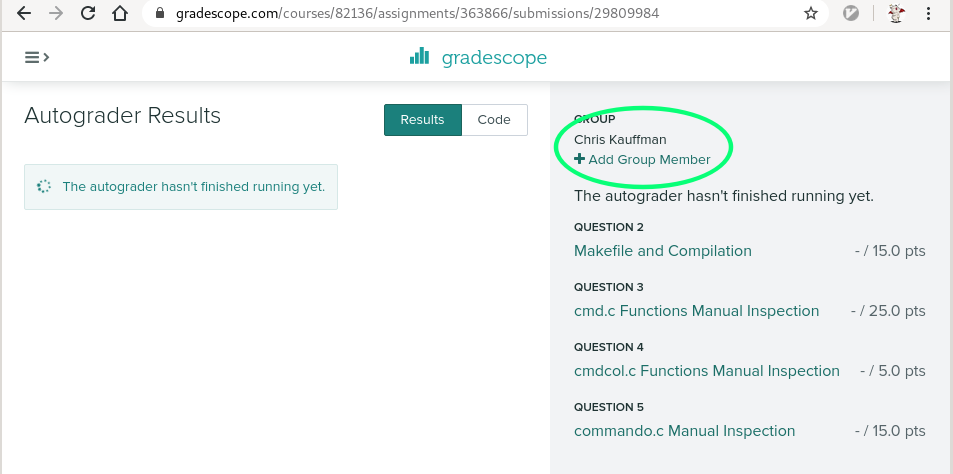 gradescope.com/courses/82136/assignments/363866/submissions/29809984
gradescope
Autograder Results
Results
Code
The autograder hasn't finished running yet.
GROUP
Chris Kauffman
+ Add Group Member
The autograder hasn't finished running yet.
QUESTION 2
Makefile and Compilation - / 15.0 pts
QUESTION 3
cmd.c Functions Manual Inspection - / 25.0 pts
QUESTION 4
cmdcol.c Functions Manual Inspection - / 5.0 pts
QUESTION 5
commando.c Manual Inspection - / 15.0 pts